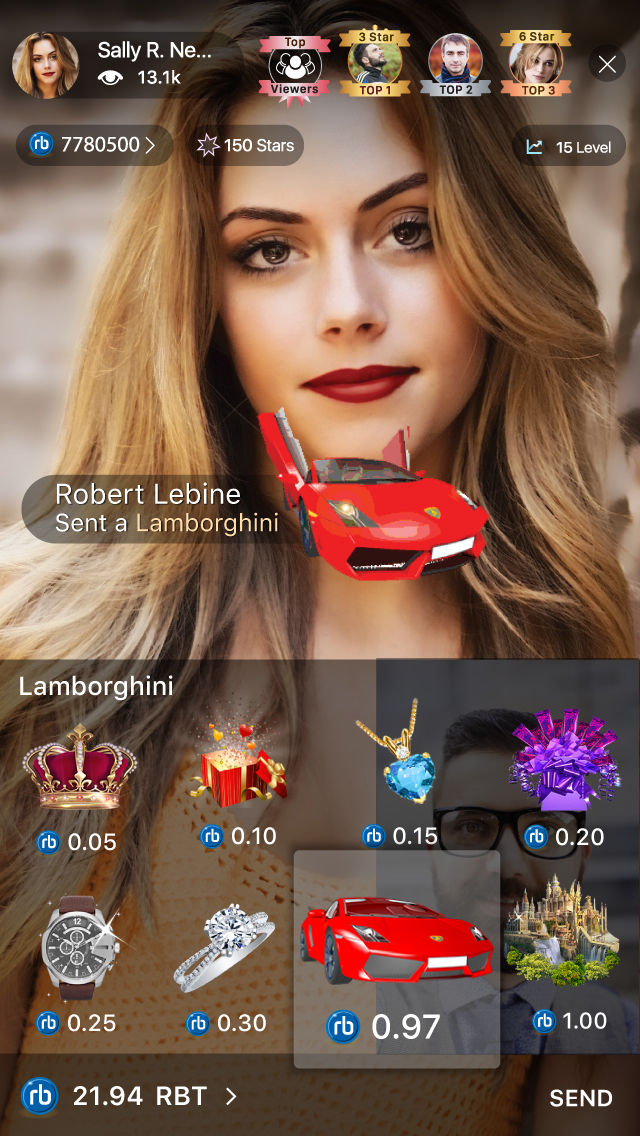 Sally R. Ne...
13.1k
Top
Viewers
3 Star
TOP 1
TOP 2
6 Star
TOP 3
rb 7780500
150 Stars
15 Level
Robert Lebine
Sent a Lamborghini
Lamborghini
rb 0.05
rb 0.10
rb 0.15
rb 0.20
rb 0.25
rb 0.30
rb 0.97
rb 1.00
rb 21.94 RBT >
SEND